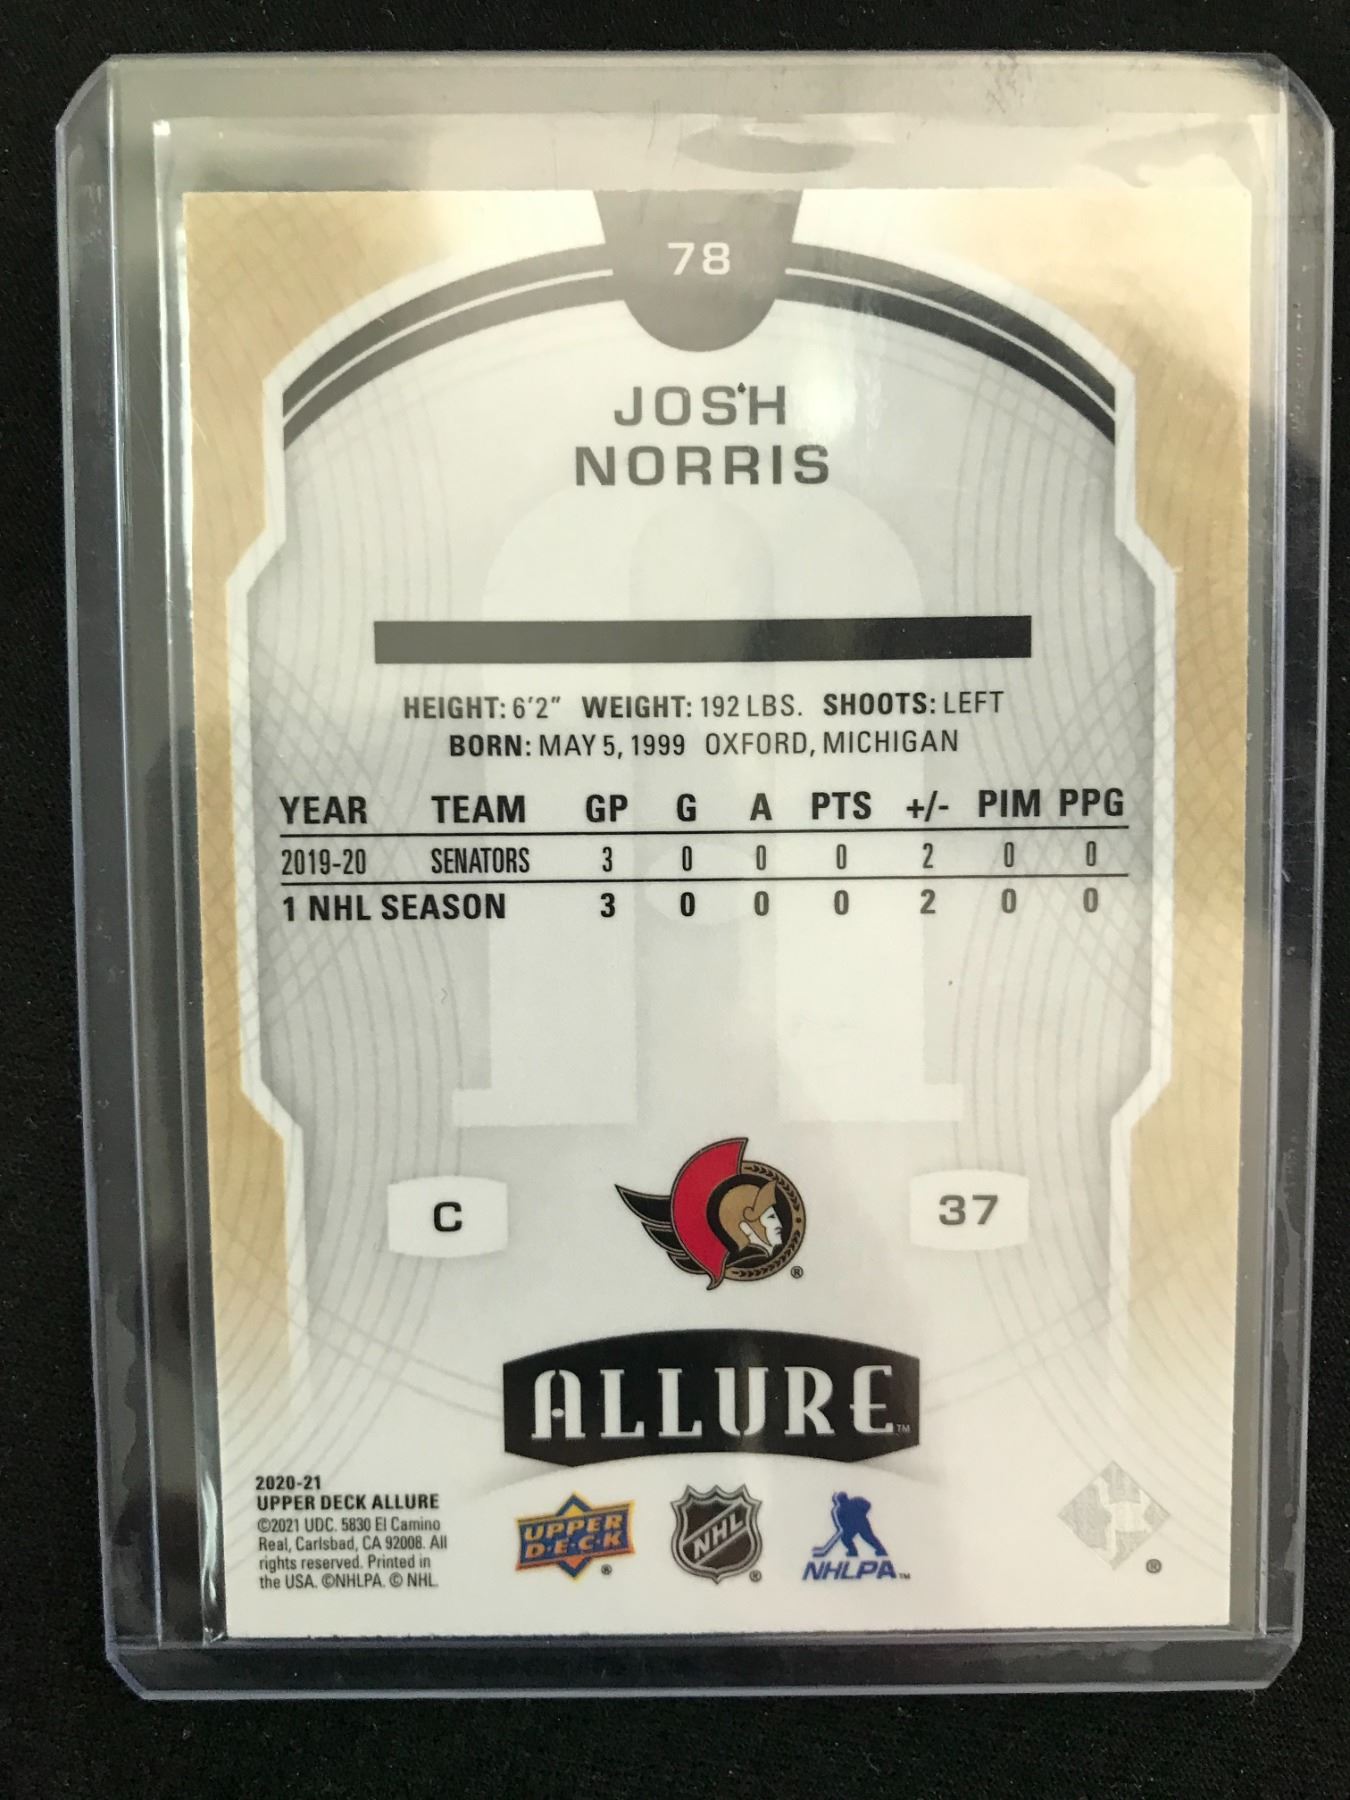 78
JOSH
NORRIS
HEIGHT: 6'2" WEIGHT: 192 LBS. SHOOTS: LEFT
BORN: MAY 5, 1999 OXFORD, MICHIGAN
YEAR TEAM GP G A PTS +/- PIM PPG
2019-20 SENATORS 3 0 0 0 2 0 0
1 NHL SEASON 3 0 0 0 2 0 0
C
37
®
ALLURE™
2020-21
UPPER DECK ALLURE
©2021 UDC. 5830 El Camino
Real, Carlsbad, CA 92008. All
rights reserved. Printed in
the USA. ©NHLPA. © NHL.
UPPER
D·E·C·K ®
NHL ®
NHLPA™
®